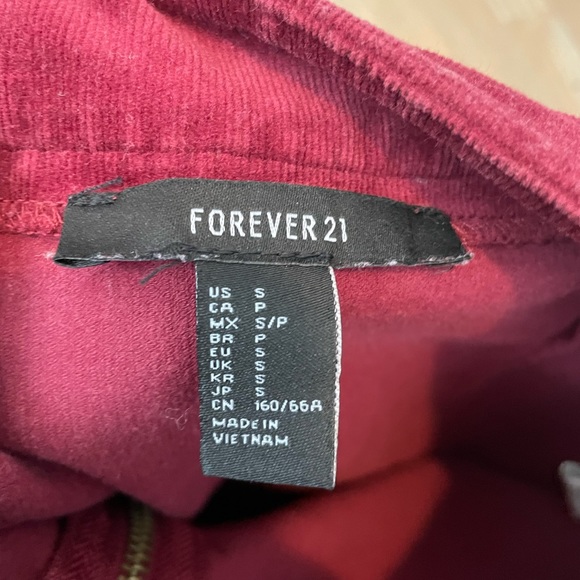 FOREVER 21
US S
CA P
MX S/P
BR P
EU S
UK S
KR S
JP S
CN 160/66A
MADE IN
VIETNAM